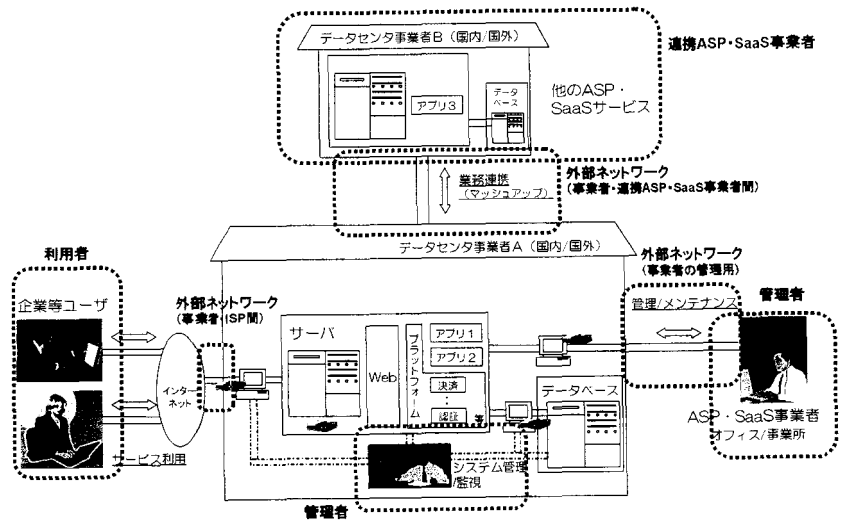 データセンタ事業者B（国内/国外）
連携ASP・SaaS事業者
アプリ3
データ
ベース
他のASP・
SaaSサービス
業務連携
（マッシュアップ）
外部ネットワーク
（事業者・連携ASP・SaaS事業者間）
データセンタ事業者A（国内/国外）
利用者
企業等ユーザ
外部ネットワーク
（事業者・ISP間）
外部ネットワーク
（事業者の管理用）
管理/メンテナンス
管理者
サーバ
Web
プラットフォーム
アプリ1
アプリ2
決済
：
認証
等
インター
ネット
データベース
サービス利用
システム管理
/監視
管理者
ASP・SaaS事業者
オフィス/事業所